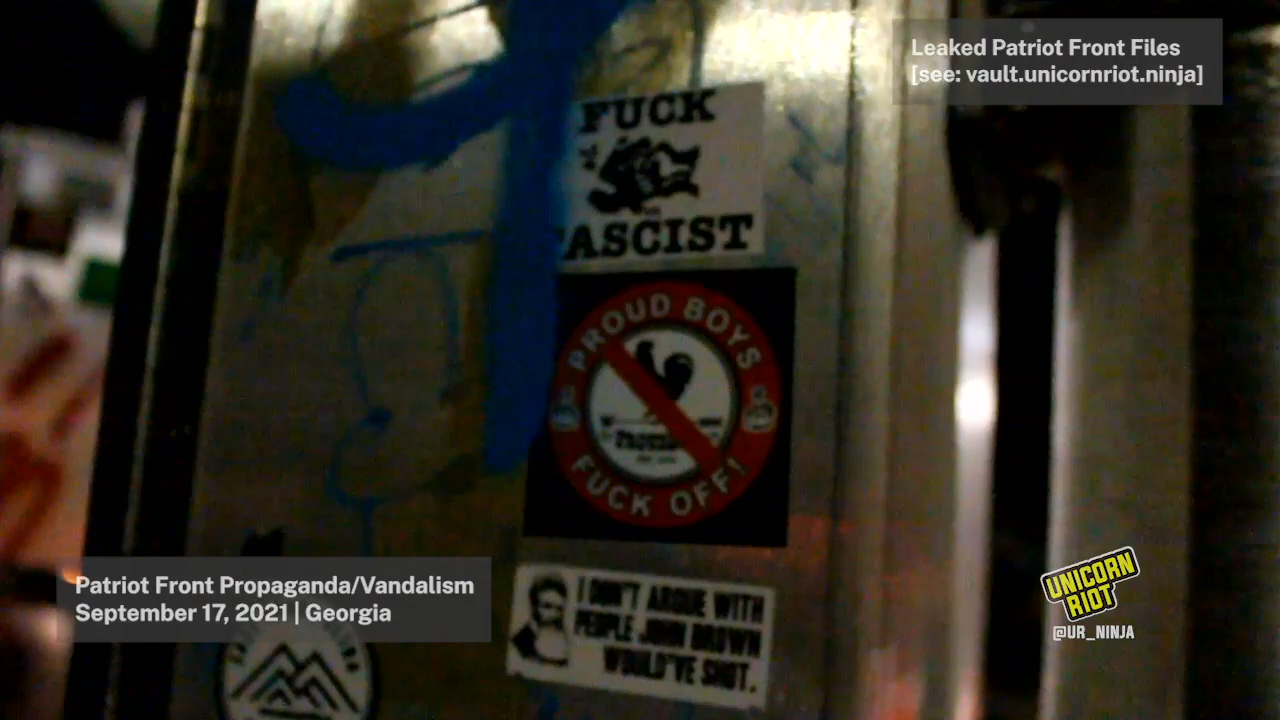 Leaked Patriot Front Files
[see: vault.unicornriot.ninja]
FUCK
ASCIST
PROUD BOYS
FUCK OFF!
I DON'T ARGUE WITH
PEOPLE JOHN BROWN
WOULD'VE SHOT.
Patriot Front Propaganda/Vandalism
September 17, 2021 | Georgia
UNICORN
RIOT
@UR_NINJA